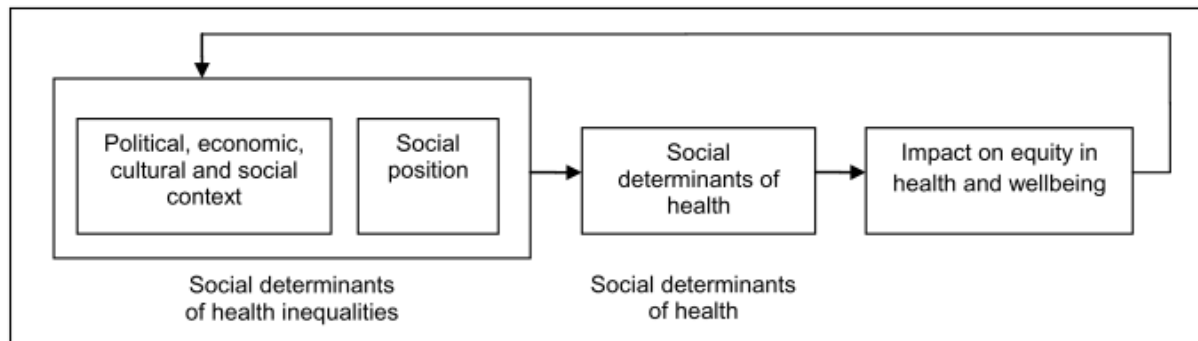 Political, economic,
cultural and social
context
Social
position
Social
determinants of
health
Impact on equity in
health and wellbeing
Social determinants
of health inequalities
Social determinants
of health